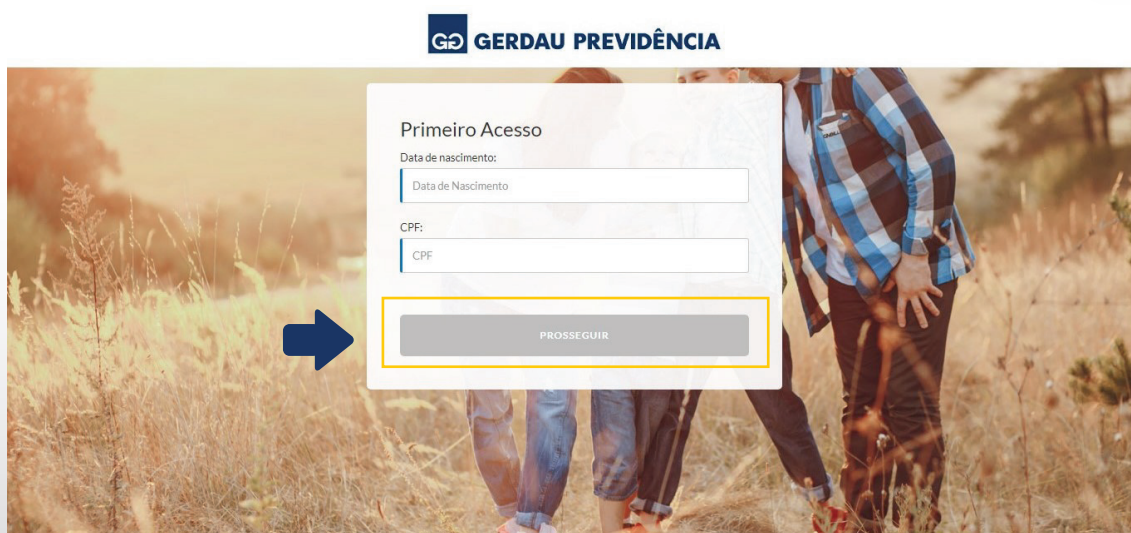 GERDAU PREVIDÊNCIA
Primeiro Acesso
Data de nascimento:
Data de Nascimento
CPF:
CPF
PROSSEGUIR